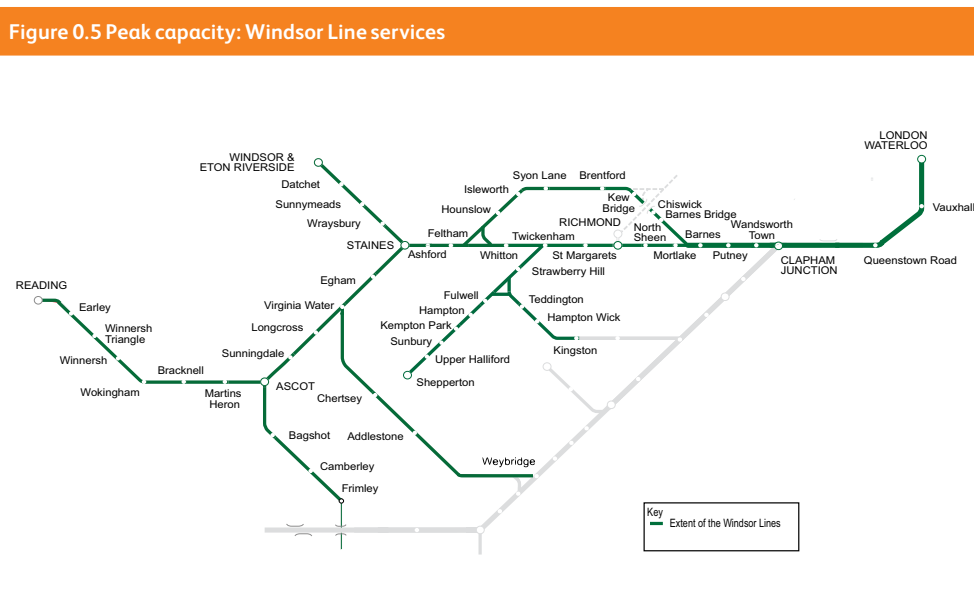 Figure 0.5 Peak capacity: Windsor Line services
LONDON
WATERLOO
WINDSOR &
ETON RIVERSIDE
Syon Lane
Brentford
Datchet
Isleworth
Kew
Bridge
Chiswick
Sunnymeads
Hounslow
Barnes Bridge
Vauxhall
Wraysbury
RICHMOND
North
Sheen
Wandsworth
Town
Feltham
Twickenham
Barnes
STAINES
Ashford
Whitton
St Margarets
Mortlake
Putney
CLAPHAM
JUNCTION
Queenstown Road
Strawberry Hill
Egham
READING
Fulwell
Teddington
Virginia Water
Earley
Hampton
Hampton Wick
Longcross
Kempton Park
Winnersh
Triangle
Sunbury
Kingston
Sunningdale
Upper Halliford
Winnersh
Bracknell
Shepperton
Wokingham
Martins
Heron
ASCOT
Chertsey
Bagshot
Addlestone
Camberley
Weybridge
Frimley
Key
Extent of the Windsor Lines